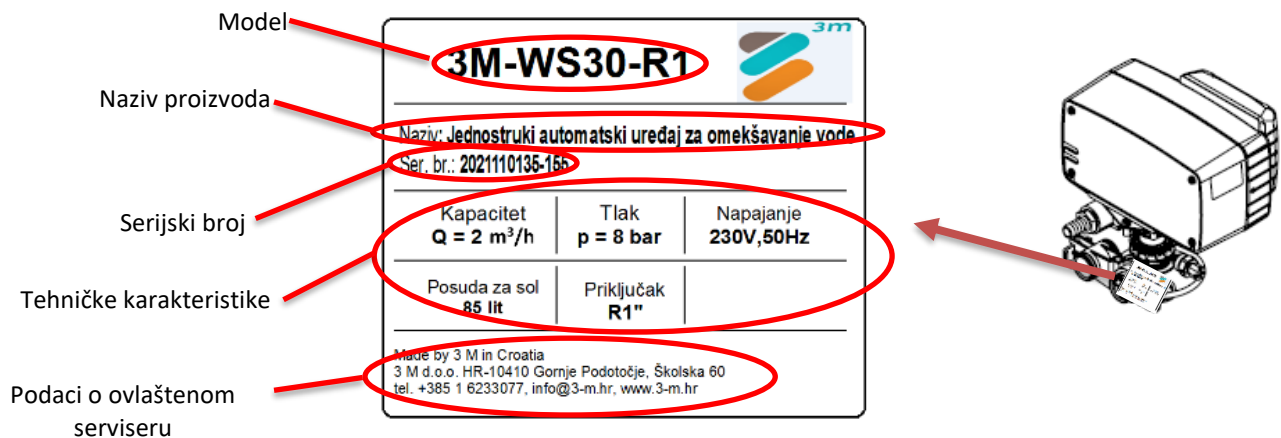 Model
Naziv proizvoda
Serijski broj
Tehničke karakteristike
Podaci o ovlaštenom
serviseru
3M-WS30-R1
3m
Naziv: Jednostruki automatski uređaj za omekšavanje vode
Ser. br.: 2021110135-155
Kapacitet
Q = 2 m³/h
Tlak
p = 8 bar
Napajanje
230V,50Hz
Posuda za sol
85 lit
Priključak
R1"
Made by 3 M in Croatia
3 M d.o.o. HR-10410 Gornje Podotočje, Školska 60
tel. +385 1 6233077, info@3-m.hr, www.3-m.hr